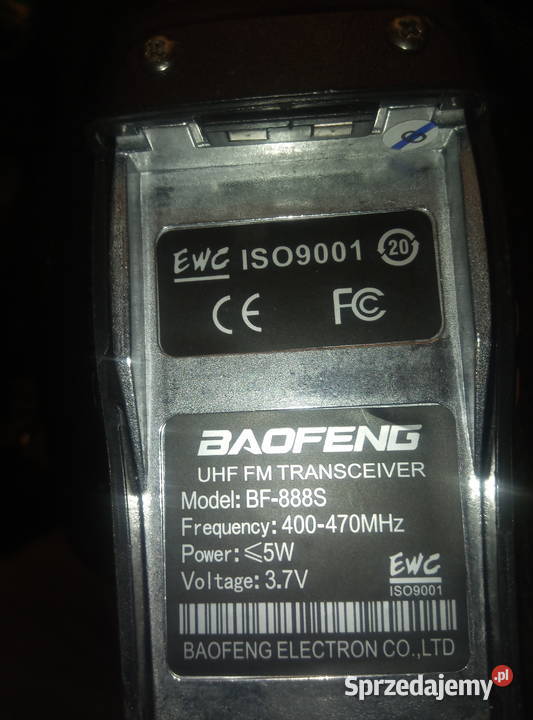 EWC ISO9001 20
CE FC
BAOFENG
UHF FM TRANSCEIVER
Model: BF-888S
Frequency: 400-470MHz
Power: ≤5W
Voltage: 3.7V
EWC
ISO9001
BAOFENG ELECTRON CO.,LTD
Sprzedajemy.pl